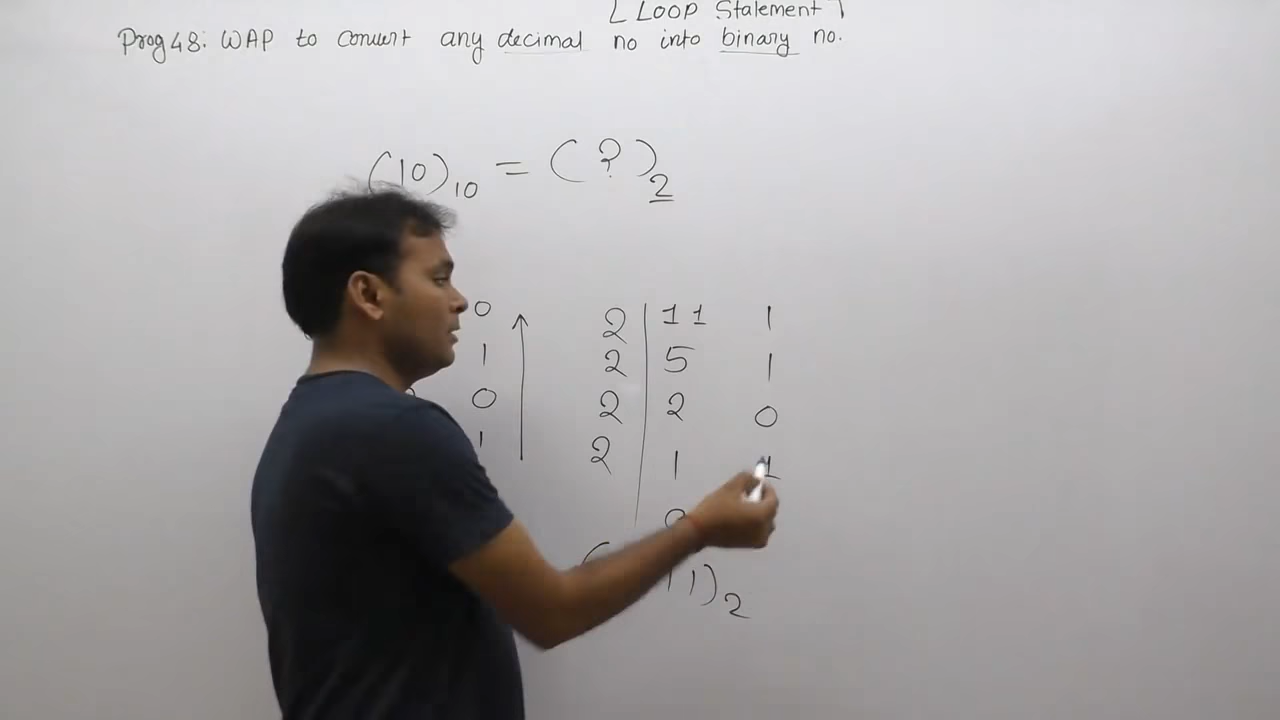 [ Loop Statement ]
Prog 48: WAP to convert any decimal no into binary no.
(10)10 = ( ? )2
0 2 11 1
1 2 5 1
0 2 2 0
1 2 1 1
0
( 11)2